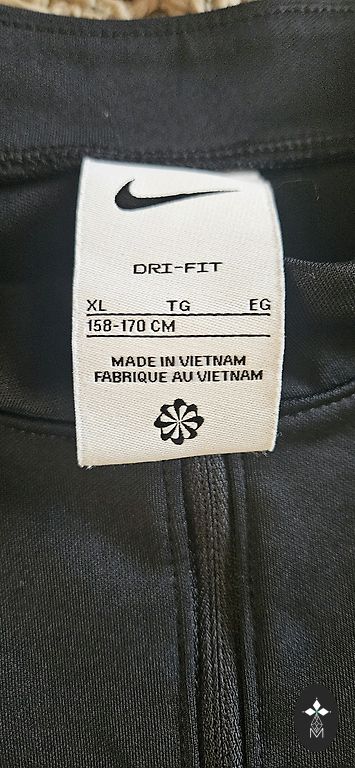 DRI-FIT
XL TG EG
158-170 CM
MADE IN VIETNAM
FABRIQUE AU VIETNAM
M